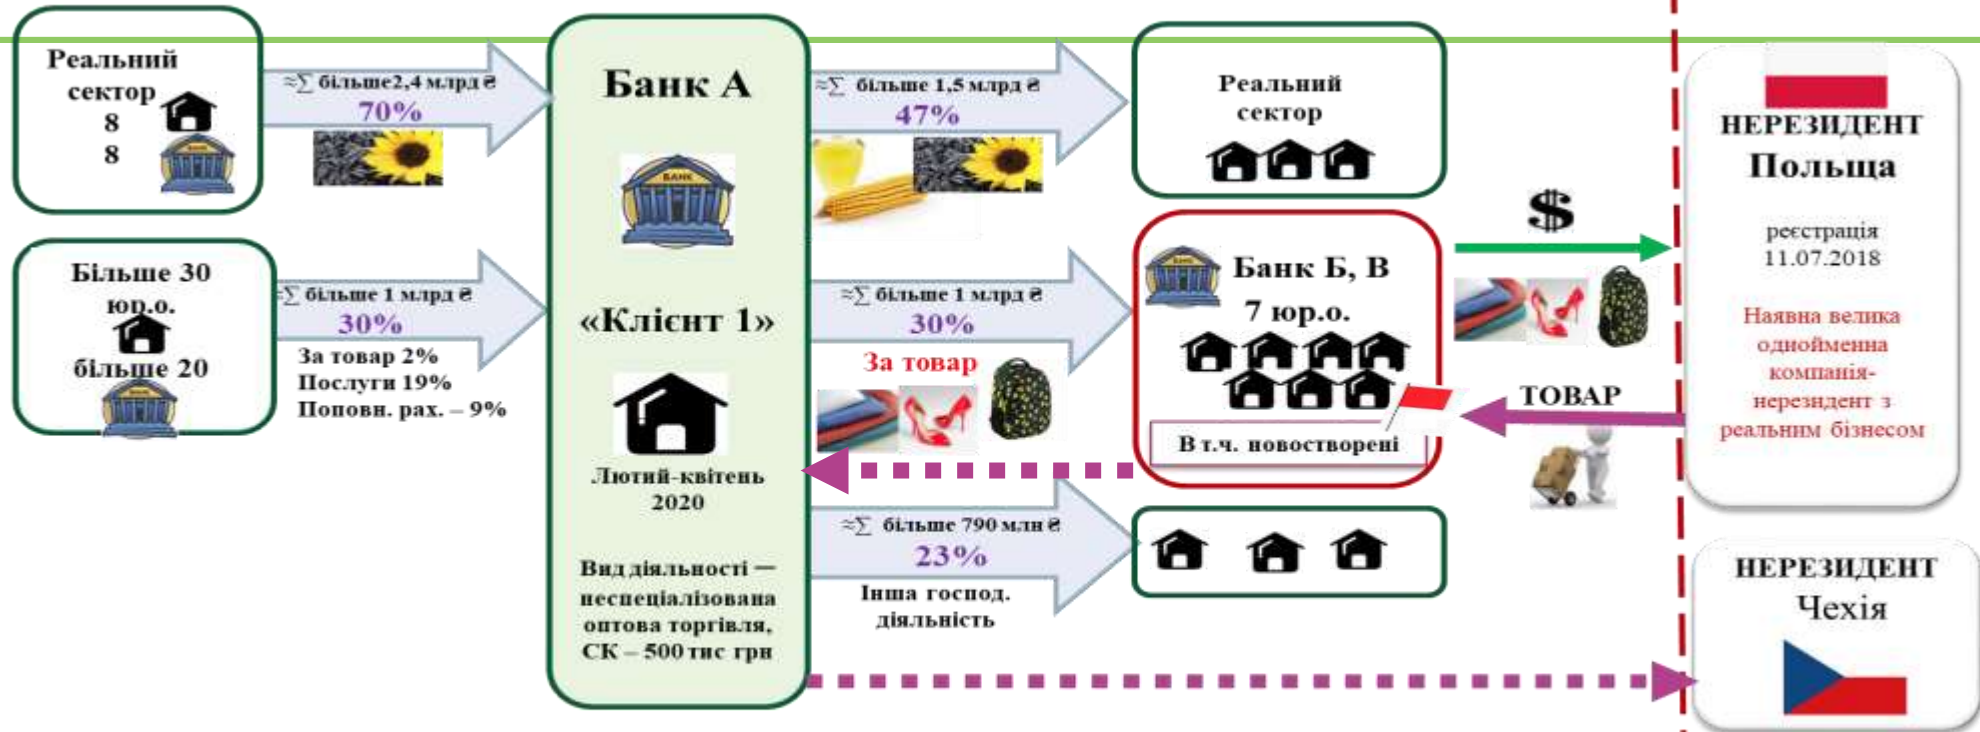 Реальний
сектор
8
8
≈∑ більше2,4 млрд ₴
70%
Більше 30
юр.о.
більше 20
≈∑ більше 1 млрд ₴
30%
За товар 2%
Послуги 19%
Поповн. рах. – 9%
Банк А
«Клієнт 1»
Лютий-квітень
2020
Вид діяльності —
неспеціалізована
оптова торгівля,
СК – 500 тис грн
≈∑ більше 1,5 млрд ₴
47%
≈∑ більше 1 млрд ₴
30%
За товар
≈∑ більше 790 млн ₴
23%
Інша господ.
діяльність
Реальний
сектор
Банк Б, В
7 юр.о.
В т.ч. новостворені
$
ТОВАР
НЕРЕЗИДЕНТ
Польща
реєстрація
11.07.2018
Наявна велика
однойменна
компанія-
нерезидент з
реальним бізнесом
НЕРЕЗИДЕНТ
Чехія
BANK
BANK
BANK
BANK